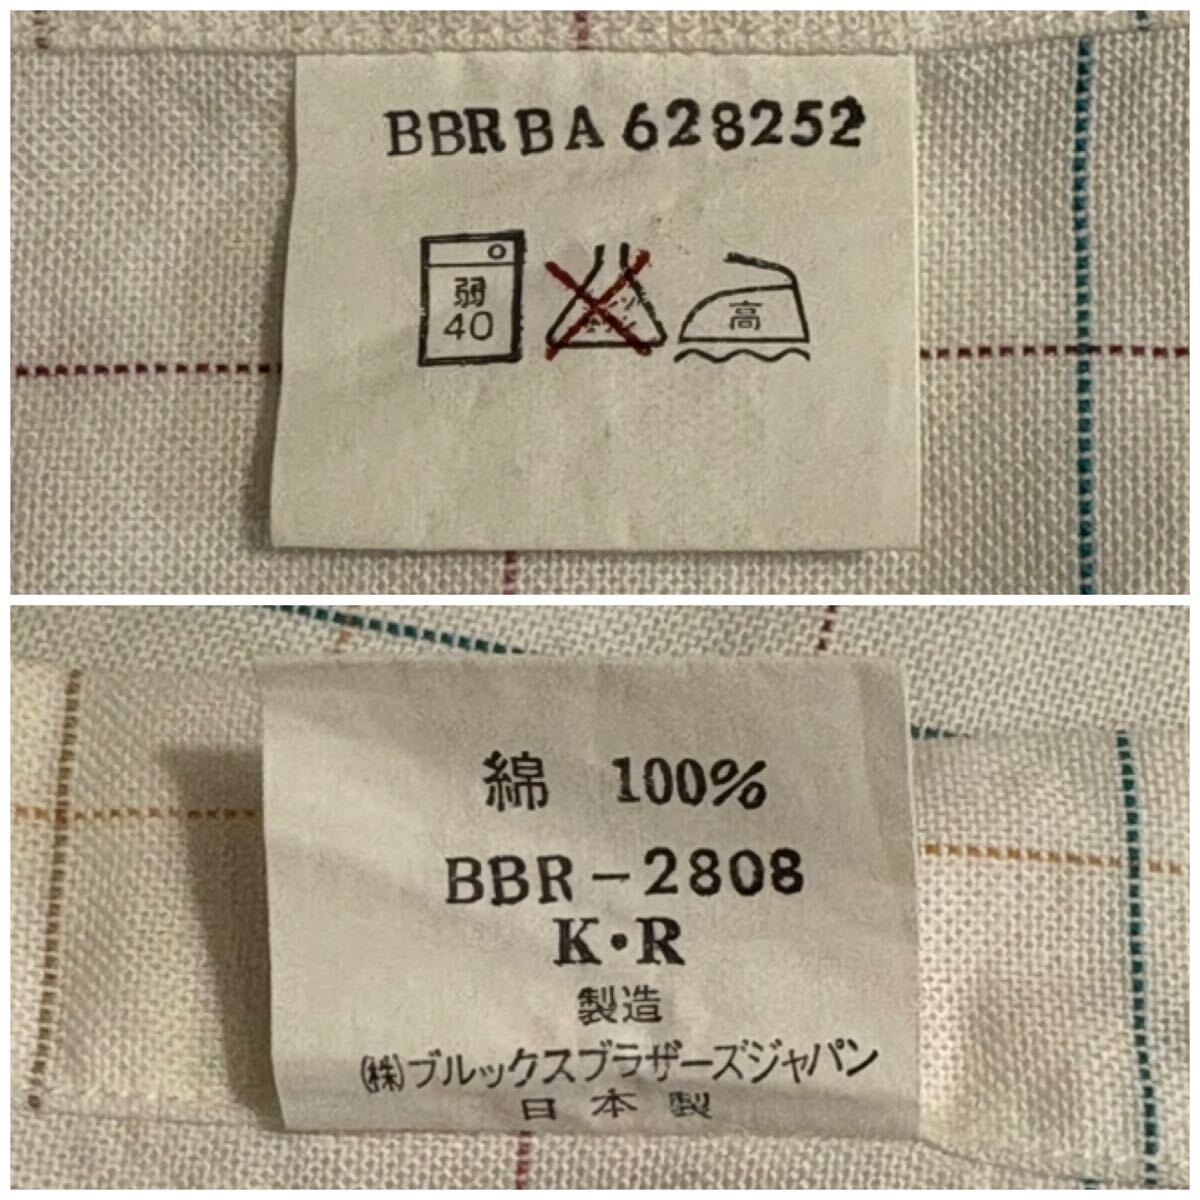 BBRBA 628252
弱
40
高
綿 100%
BBR-2808
K・R
製造
㈱ブルックスブラザーズジャパン
日本製